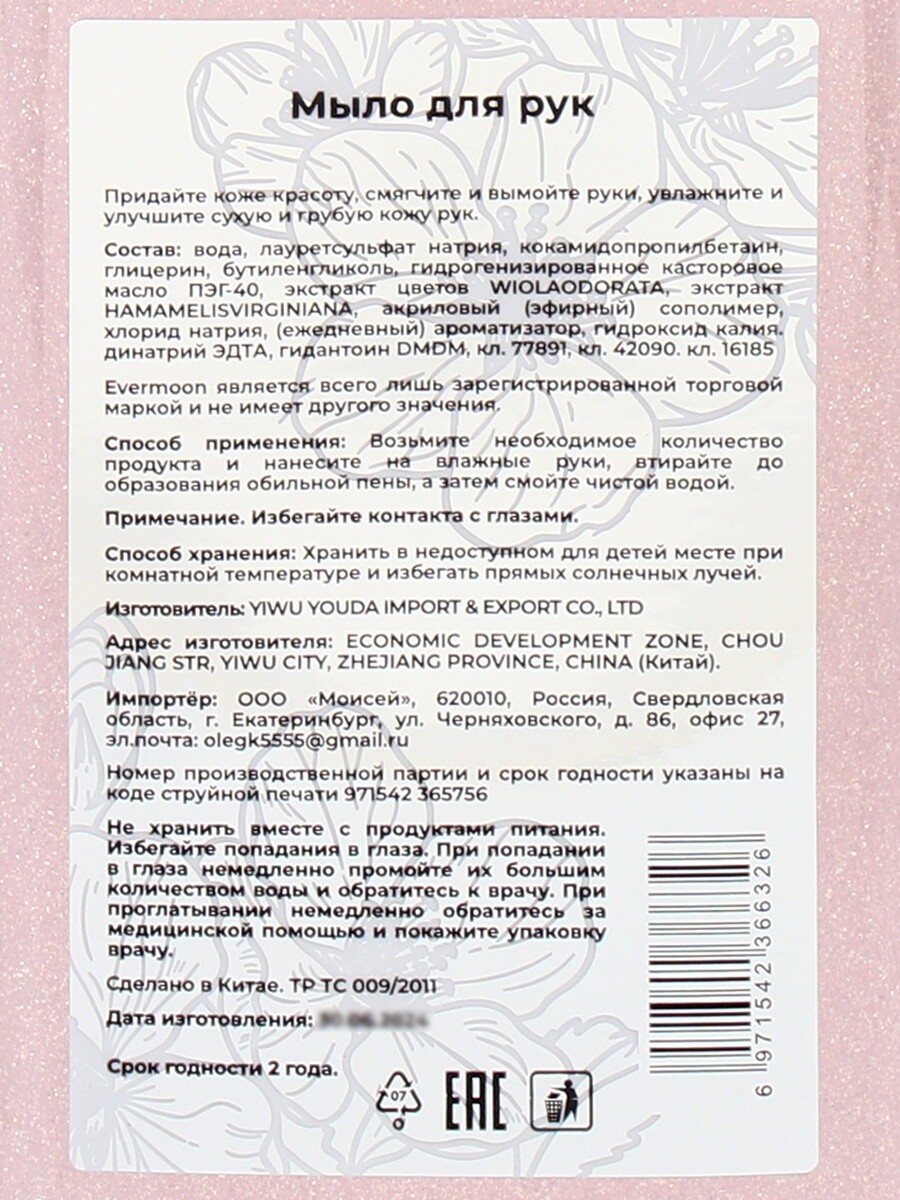 Мыло для рук
Придайте коже красоту, смягчите и вымойте руки, увлажните и
улучшите сухую и грубую кожу рук.
Состав: вода, лауретсульфат натрия, кокамидопропилбетаин,
глицерин, бутиленгликоль, гидрогенизированное касторовое
масло ПЭГ-40, экстракт цветов WIOLAODORATA, экстракт
HAMAMELISVIRGINIANA, акриловый (эфирный) сополимер,
хлорид натрия, (ежедневный) ароматизатор, гидроксид калия.
динатрий ЭДТА, гидантоин DMDM, кл. 77891, кл. 42090. кл. 16185
Evermoon является всего лишь зарегистрированной торговой
маркой и не имеет другого значения.
Способ применения: Возьмите необходимое количество
продукта и нанесите на влажные руки, втирайте до
образования обильной пены, а затем смойте чистой водой.
Примечание. Избегайте контакта с глазами.
Способ хранения: Хранить в недоступном для детей месте при
комнатной температуре и избегать прямых солнечных лучей.
Изготовитель: YIWU YOUDA IMPORT & EXPORT CO., LTD
Адрес изготовителя: ECONOMIC DEVELOPMENT ZONE, CHOU
JIANG STR, YIWU CITY, ZHEJIANG PROVINCE, CHINA (Китай).
Импортёр: ООО «Моисей», 620010, Россия, Свердловская
область, г. Екатеринбург, ул. Черняховского, д. 86, офис 27,
эл.почта: olegk5555@gmail.ru
Номер производственной партии и срок годности указаны на
коде струйной печати 971542 365756
Не хранить вместе с продуктами питания.
Избегайте попадания в глаза. При попадании
в глаза немедленно промойте их большим
количеством воды и обратитесь к врачу. При
проглатывании немедленно обратитесь за
медицинской помощью и покажите упаковку
врачу.
Сделано в Китае. ТР ТС 009/2011
Дата изготовления:
Срок годности 2 года.
07
O
EAC
6 971542 366326